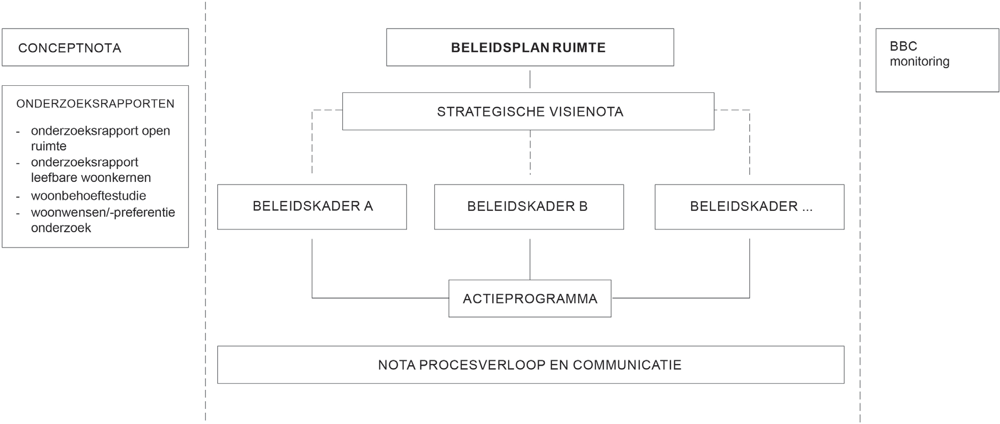 CONCEPTNOTA
ONDERZOEKSRAPPORTEN
- onderzoeksrapport open
ruimte
- onderzoeksrapport
leefbare woonkernen
- woonbehoeftestudie
- woonwensen/-preferentie
onderzoek
BELEIDSPLAN RUIMTE
STRATEGISCHE VISIENOTA
BELEIDSKADER A
BELEIDSKADER B
BELEIDSKADER ...
ACTIEPROGRAMMA
NOTA PROCESVERLOOP EN COMMUNICATIE
BBC
monitoring